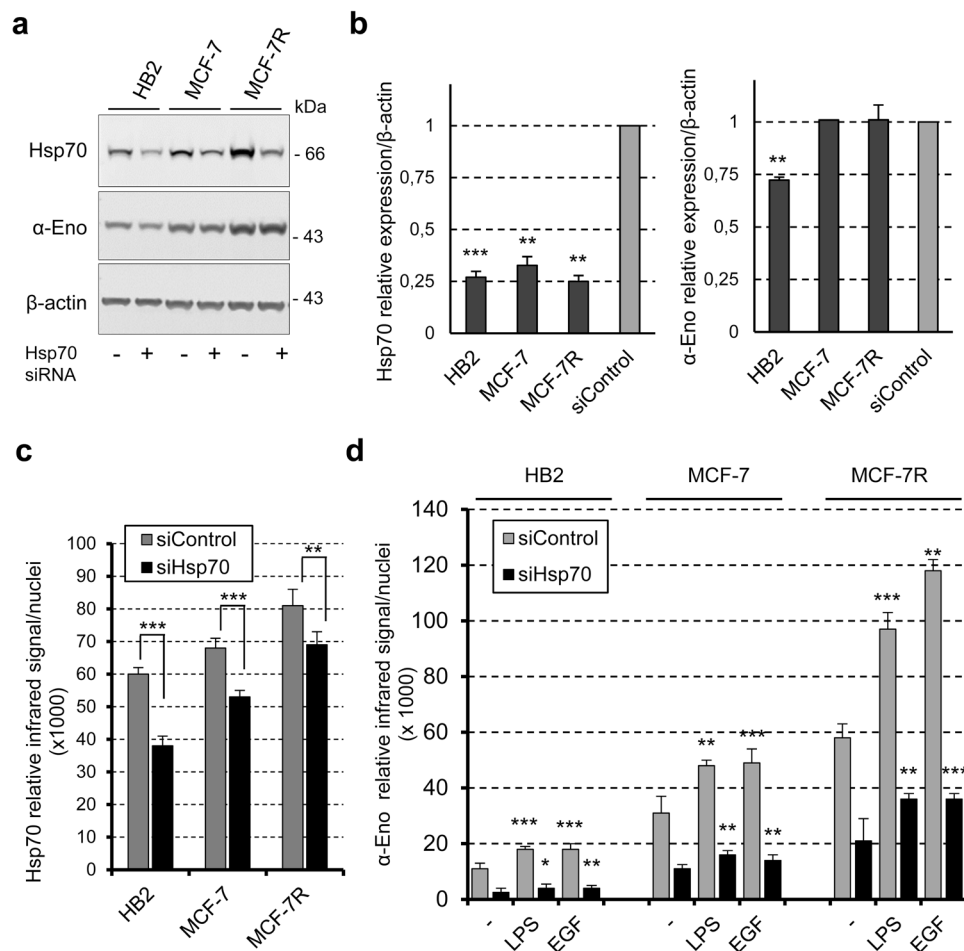 a
HB2
MCF-7
MCF-7R
kDa
Hsp70
- 66
α-Eno
- 43
β-actin
- 43
Hsp70
siRNA
- + - + - +
b
Hsp70 relative expression/β-actin
1
0,75
0,5
0,25
0
***
**
**
HB2
MCF-7
MCF-7R
siControl
α-Eno relative expression/β-actin
1
0,75
0,5
0,25
0
**
HB2
MCF-7
MCF-7R
siControl
c
Hsp70 relative infrared signal/nuclei
(x1000)
100
90
80
70
60
50
40
30
20
10
0
siControl
siHsp70
***
***
**
HB2
MCF-7
MCF-7R
d
HB2
MCF-7
MCF-7R
α-Eno relative infrared signal/nuclei
(x 1000)
140
120
100
80
60
40
20
0
siControl
siHsp70
*** * *** **
** ** *** **
*** ** ** ***
- LPS EGF
- LPS EGF
- LPS EGF